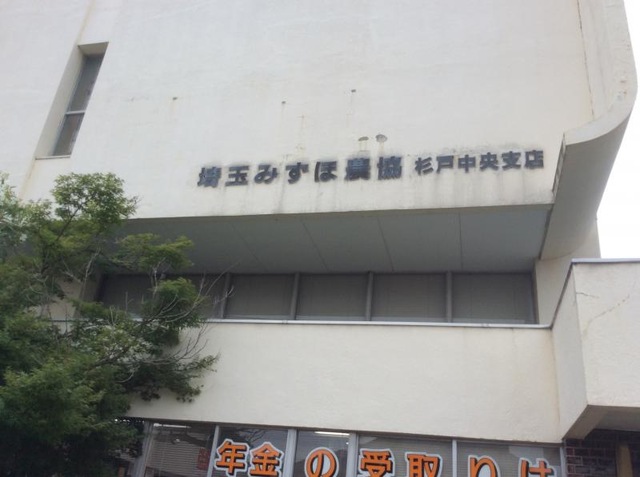 埼玉みずほ農協 杉戸中央支店
年金の受取りは